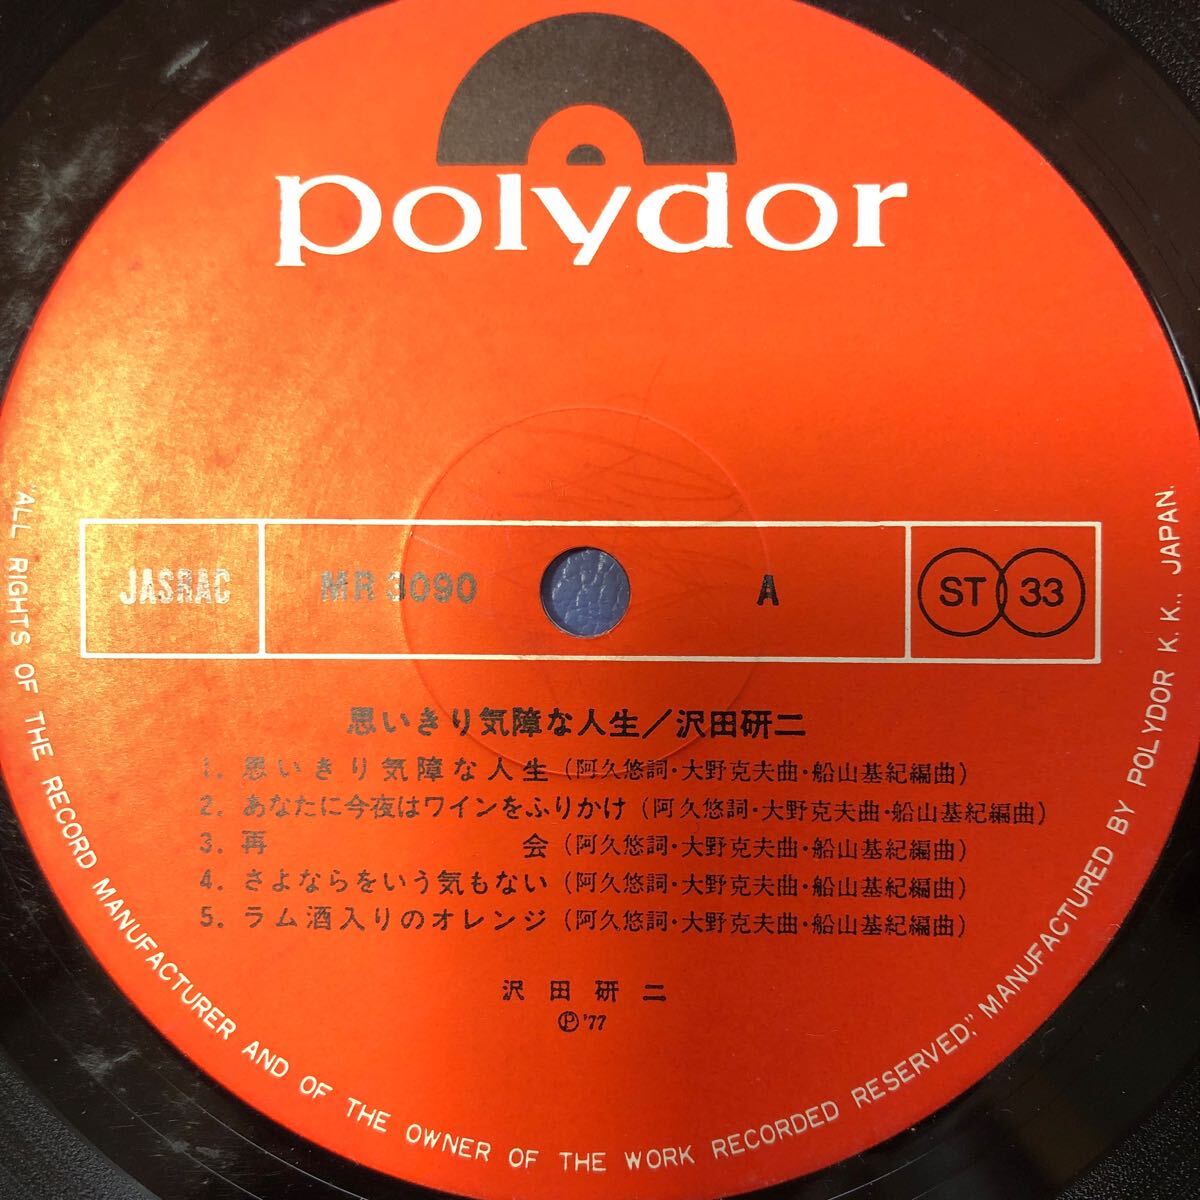 polydor
JASRAC MR 3090 A ST 33
思いきり気障な人生／沢田研二
1. 思いきり気障な人生 (阿久悠詞・大野克夫曲・船山基紀編曲)
2. あなたに今夜はワインをふりかけ (阿久悠詞・大野克夫曲・船山基紀編曲)
3. 再会 (阿久悠詞・大野克夫曲・船山基紀編曲)
4. さよならをいう気もない (阿久悠詞・大野克夫曲・船山基紀編曲)
5. ラム酒入りのオレンジ (阿久悠詞・大野克夫曲・船山基紀編曲)
沢田研二
Ⓟ'77
"ALL RIGHTS OF THE RECORD MANUFACTURER AND OF THE OWNER OF THE WORK RECORDED RESERVED," MANUFACTURED BY POLYDOR K. K., JAPAN.